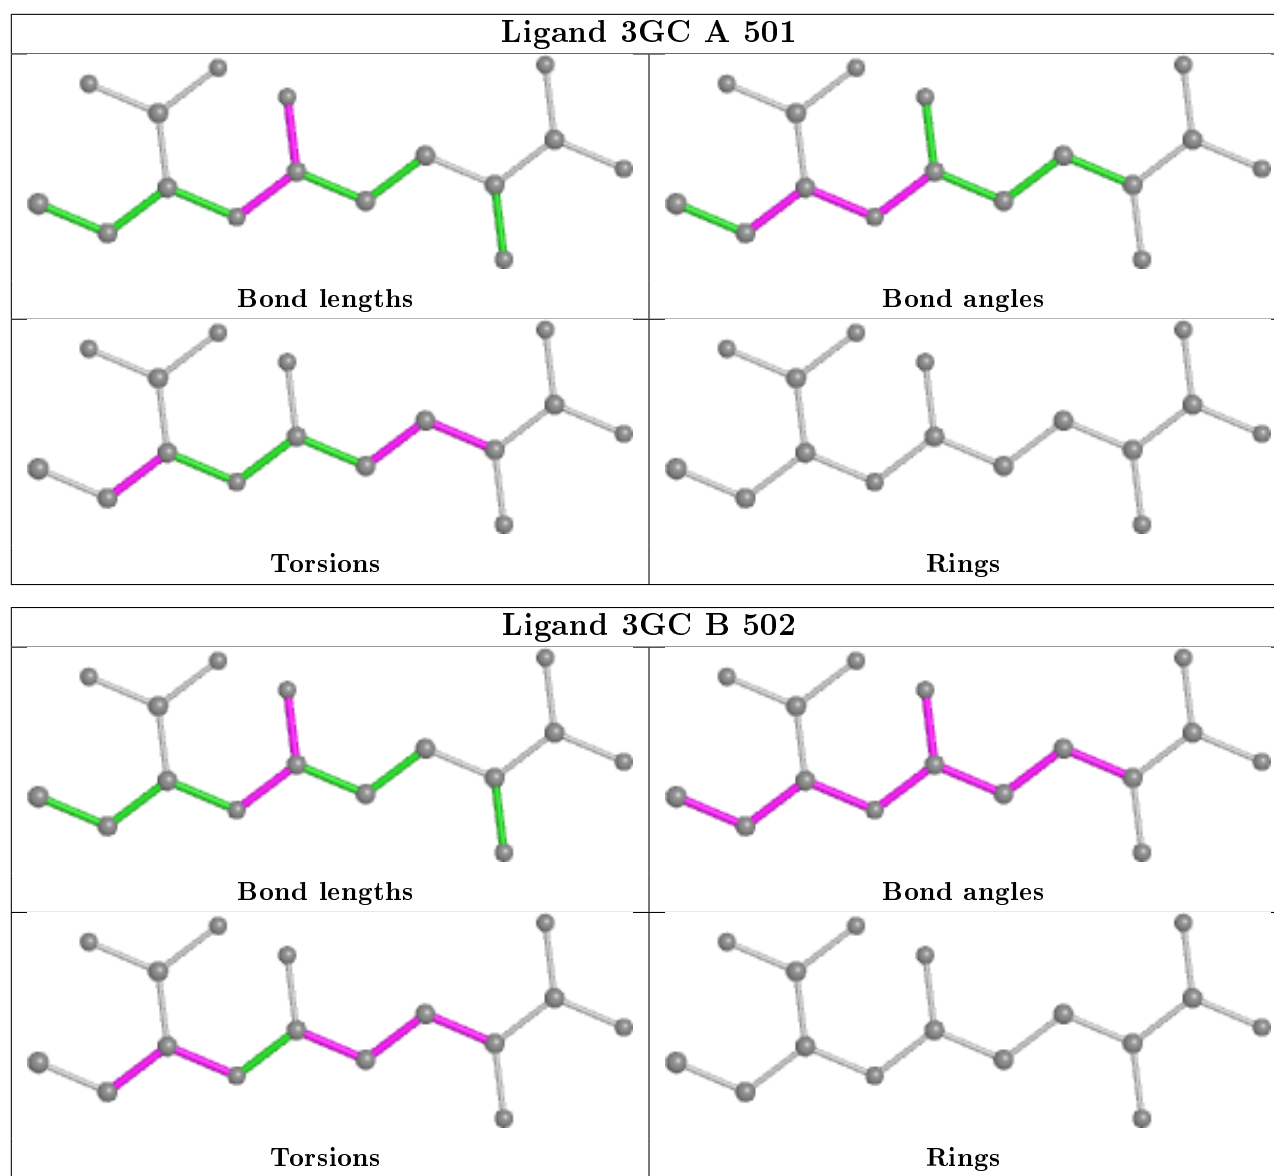 Ligand 3GC A 501
Bond lengths
Bond angles
Torsions
Rings
Ligand 3GC B 502
Bond lengths
Bond angles
Torsions
Rings